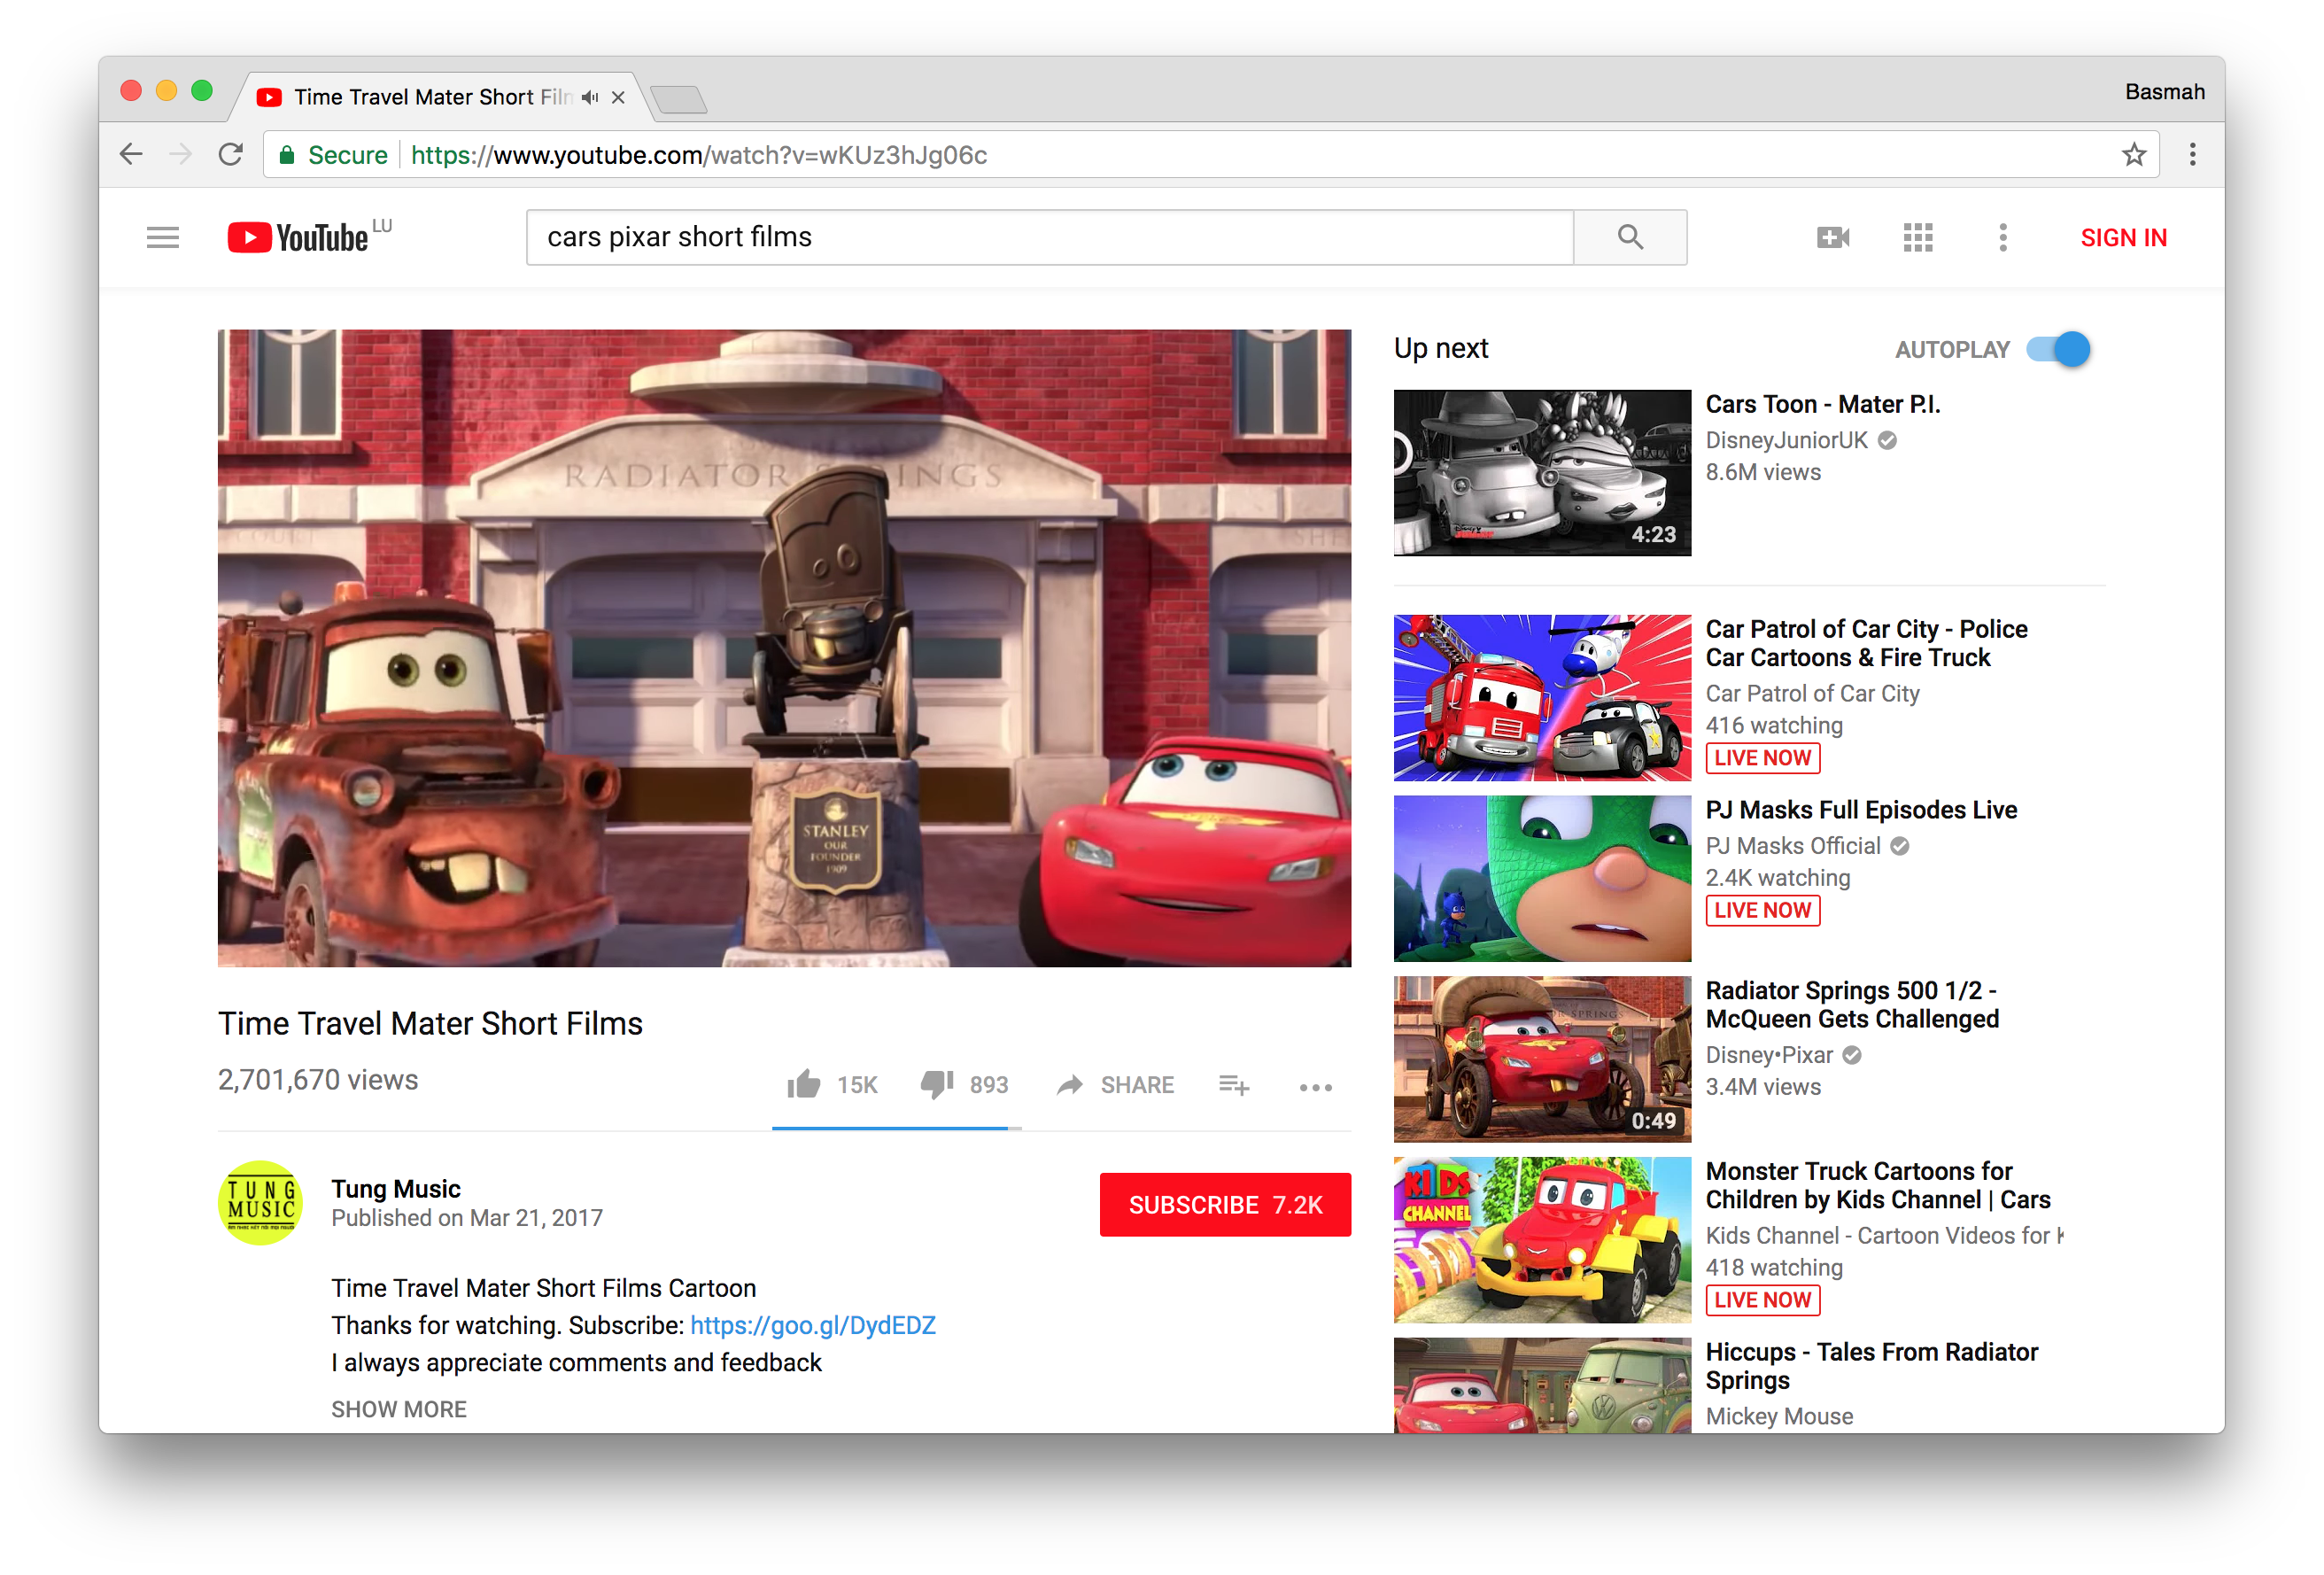 Time Travel Mater Short Film
Basmah
Secure
https://www.youtube.com/watch?v=wKUz3hJg06c
YouTube LU
cars pixar short films
SIGN IN
RADIATOR SPRINGS
COURT
SHE
STANLEY
OUR
FOUNDER
1909
Time Travel Mater Short Films
2,701,670 views
15K
893
SHARE
TUNG
MUSIC
Tung Music
Published on Mar 21, 2017
SUBSCRIBE 7.2K
Time Travel Mater Short Films Cartoon
Thanks for watching. Subscribe: https://goo.gl/DydEDZ
I always appreciate comments and feedback
SHOW MORE
Up next
AUTOPLAY
4:23
Cars Toon - Mater P.I.
DisneyJuniorUK
8.6M views
Car Patrol of Car City - Police
Car Cartoons & Fire Truck
Car Patrol of Car City
416 watching
LIVE NOW
PJ Masks Full Episodes Live
PJ Masks Official
2.4K watching
LIVE NOW
OR SPRINGS
0:49
Radiator Springs 500 1/2 -
McQueen Gets Challenged
Disney•Pixar
3.4M views
KIDS
CHANNEL
Monster Truck Cartoons for
Children by Kids Channel | Cars
Kids Channel - Cartoon Videos for K
418 watching
LIVE NOW
Hiccups - Tales From Radiator
Springs
Mickey Mouse